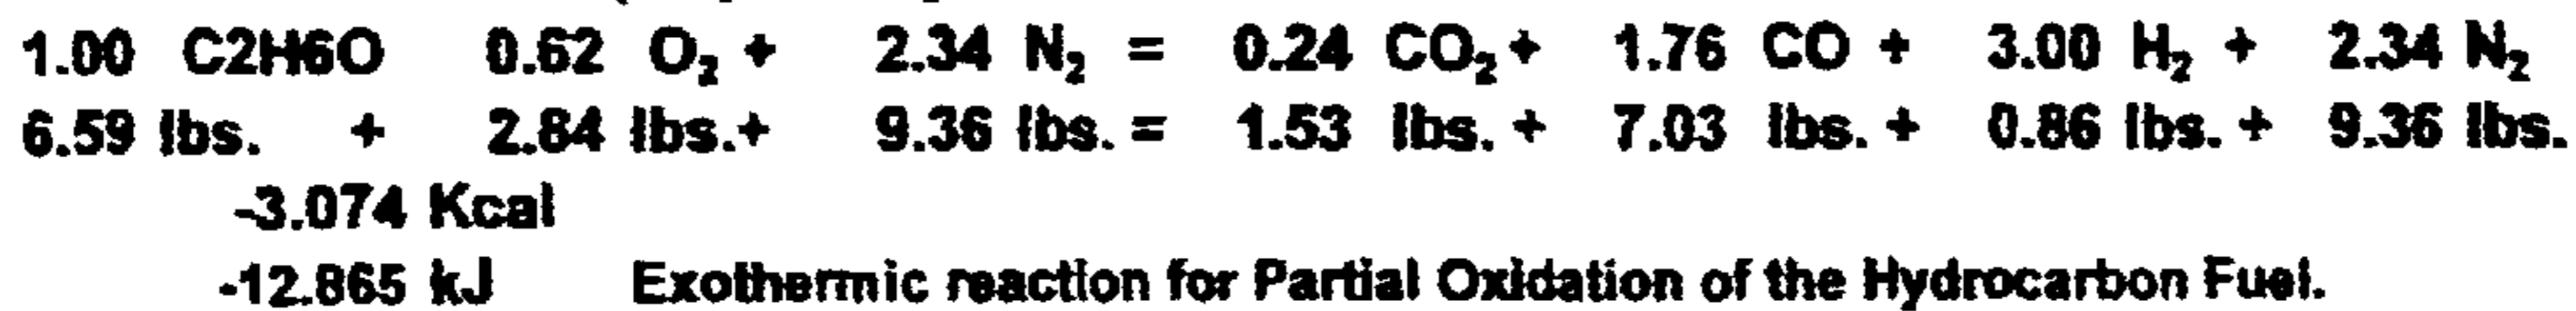 1.00 C2H6O 0.62 O₂ + 2.34 N₂ = 0.24 CO₂ + 1.76 CO + 3.00 H₂ + 2.34 N₂
6.59 lbs. + 2.84 lbs. + 9.36 lbs. = 1.53 lbs. + 7.03 lbs. + 0.86 lbs. + 9.36 lbs.
-3.074 Kcal
-12.865 kJ Exothermic reaction for Partial Oxidation of the Hydrocarbon Fuel.